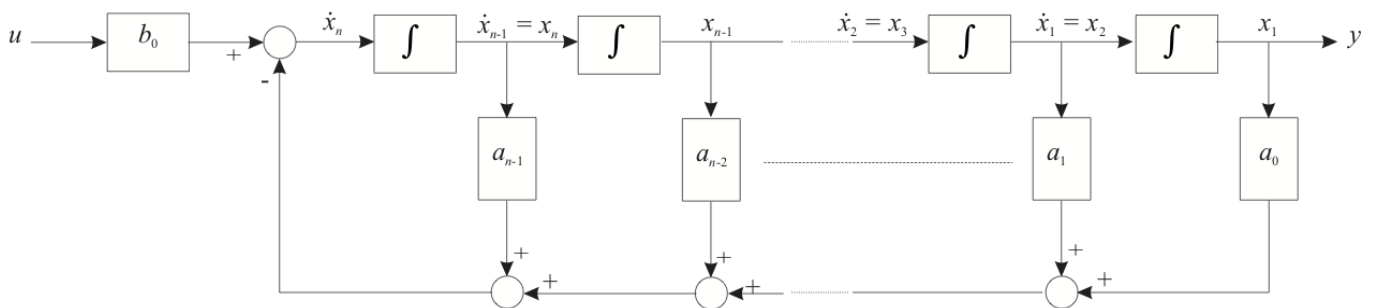 u b₀ + - ẋₙ ∫ ẋₙ₋₁ = xₙ ∫ xₙ₋₁ ẋ₂ = x₃ ∫ ẋ₁ = x₂ ∫ x₁ y
aₙ₋₁ aₙ₋₂ a₁ a₀
+ + + + + +